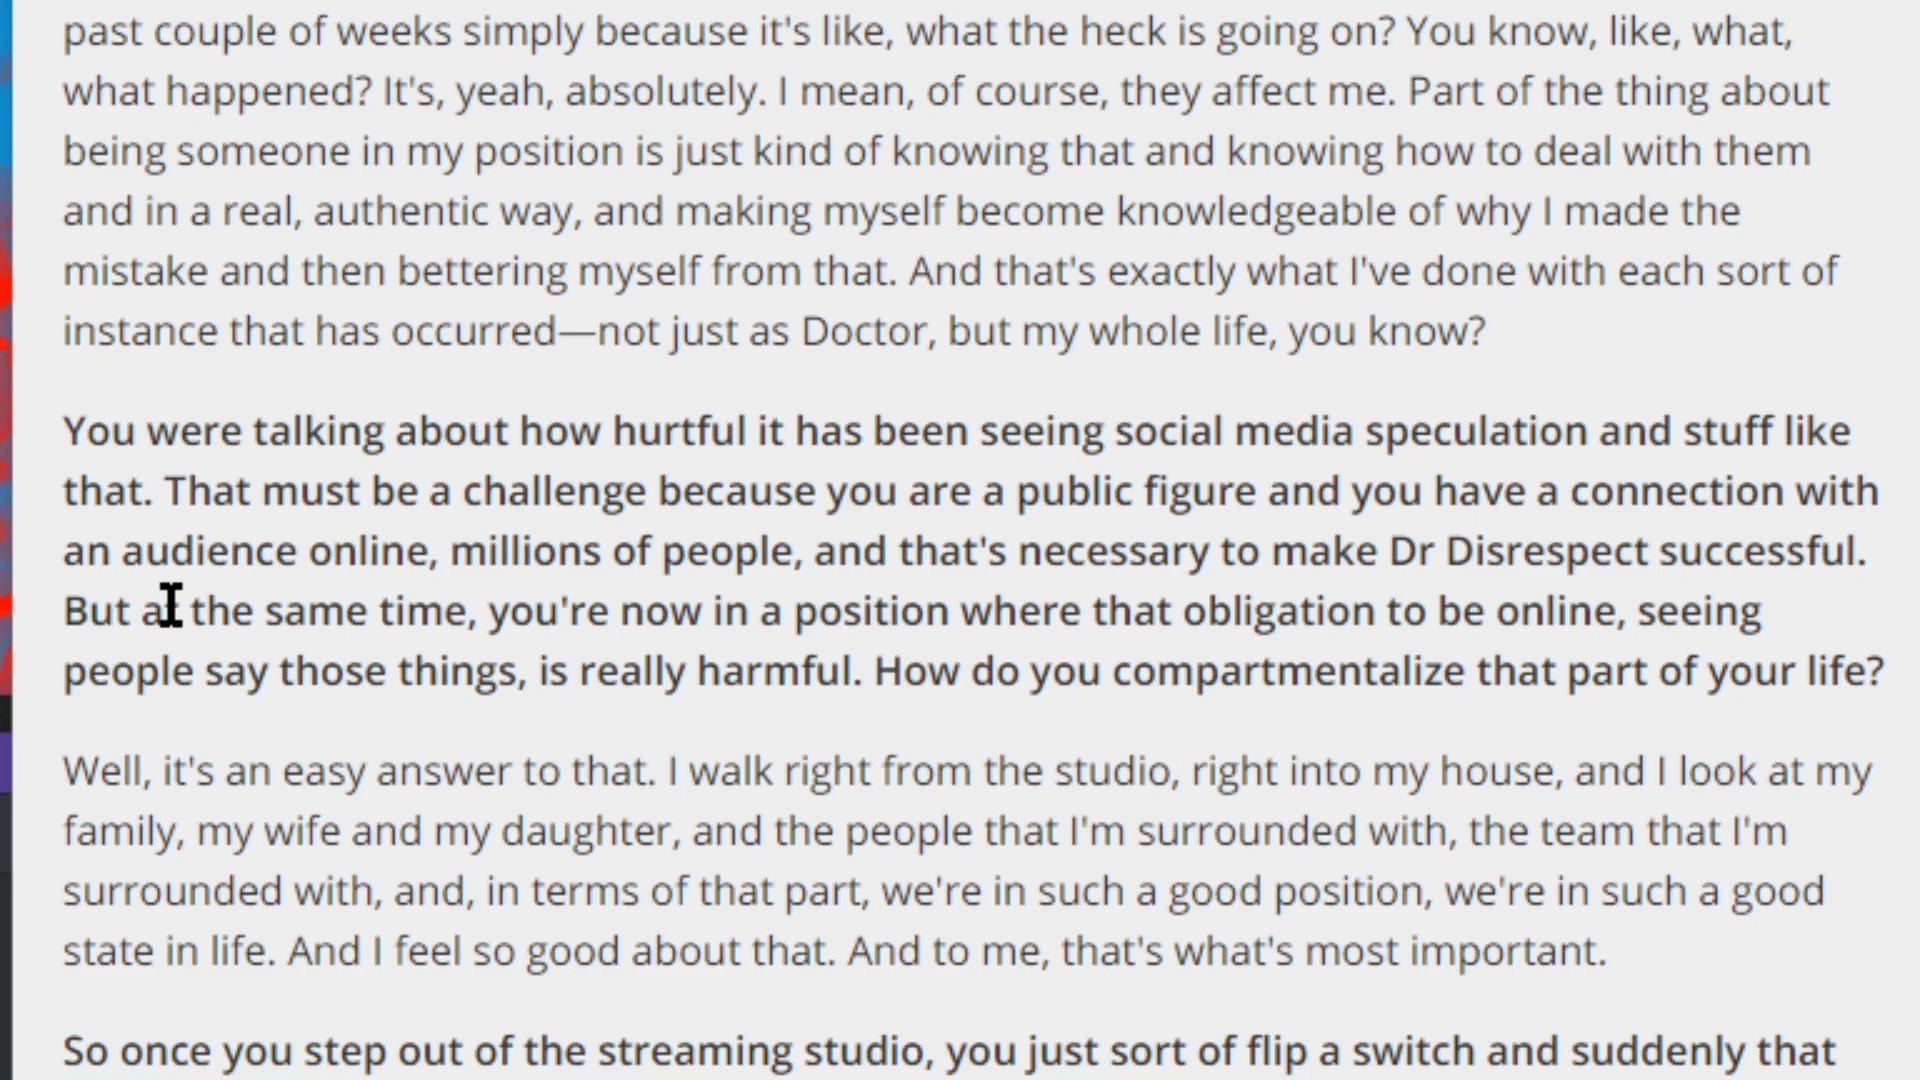 past couple of weeks simply because it's like, what the heck is going on? You know, like, what,
what happened? It's, yeah, absolutely. I mean, of course, they affect me. Part of the thing about
being someone in my position is just kind of knowing that and knowing how to deal with them
and in a real, authentic way, and making myself become knowledgeable of why I made the
mistake and then bettering myself from that. And that's exactly what I've done with each sort of
instance that has occurred—not just as Doctor, but my whole life, you know?
You were talking about how hurtful it has been seeing social media speculation and stuff like
that. That must be a challenge because you are a public figure and you have a connection with
an audience online, millions of people, and that's necessary to make Dr Disrespect successful.
But at the same time, you're now in a position where that obligation to be online, seeing
people say those things, is really harmful. How do you compartmentalize that part of your life?
Well, it's an easy answer to that. I walk right from the studio, right into my house, and I look at my
family, my wife and my daughter, and the people that I'm surrounded with, the team that I'm
surrounded with, and, in terms of that part, we're in such a good position, we're in such a good
state in life. And I feel so good about that. And to me, that's what's most important.
So once you step out of the streaming studio, you just sort of flip a switch and suddenly that